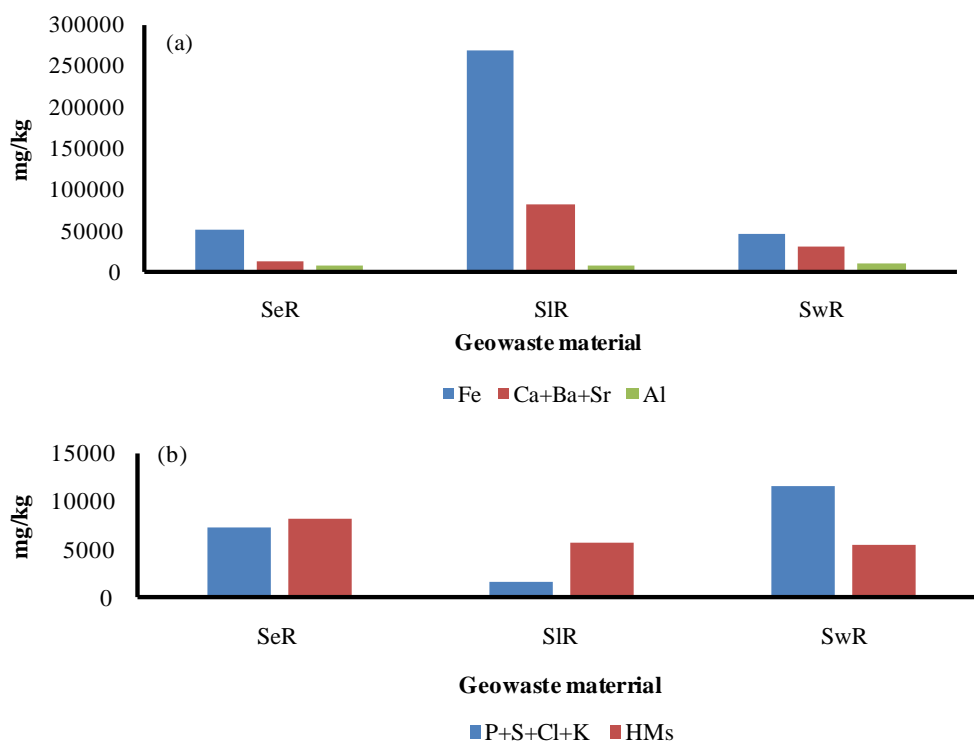 (a)
mg/kg
300000
250000
200000
150000
100000
50000
0
SeR
SlR
SwR
Geowaste material
Fe
Ca+Ba+Sr
Al
(b)
mg/kg
15000
10000
5000
0
SeR
SlR
SwR
Geowaste materrial
P+S+Cl+K
HMs